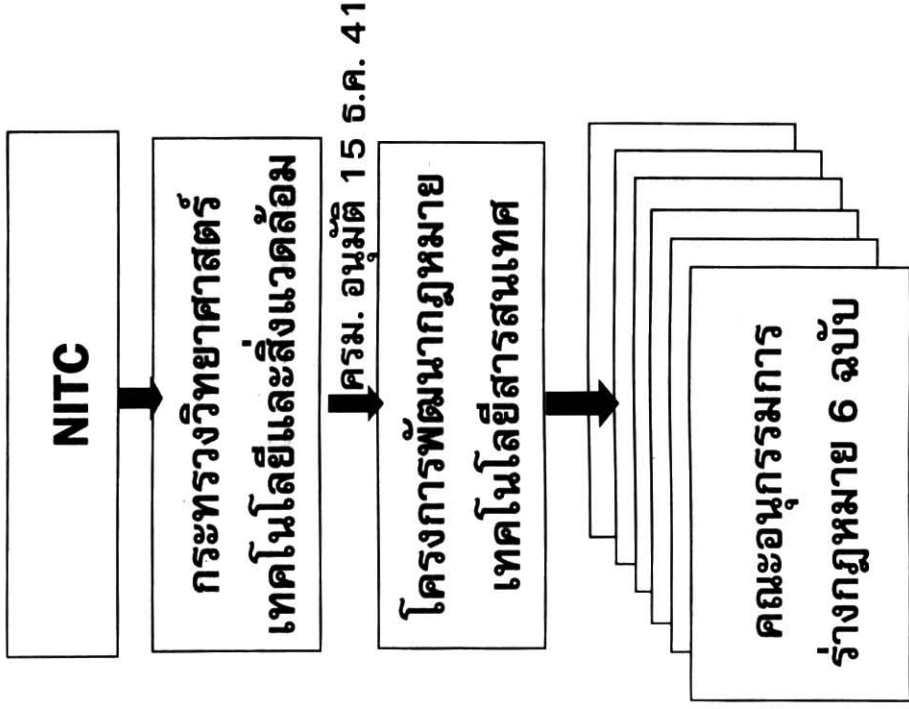 NITC
กระทรวงวิทยาศาสตร์
เทคโนโลยีและสิ่งแวดล้อม
ครม. อนุมัติ 15 ธ.ค. 41
โครงการพัฒนากฎหมาย
เทคโนโลยีสารสนเทศ
คณะอนุกรรมการ
ร่างกฎหมาย 6 ฉบับ